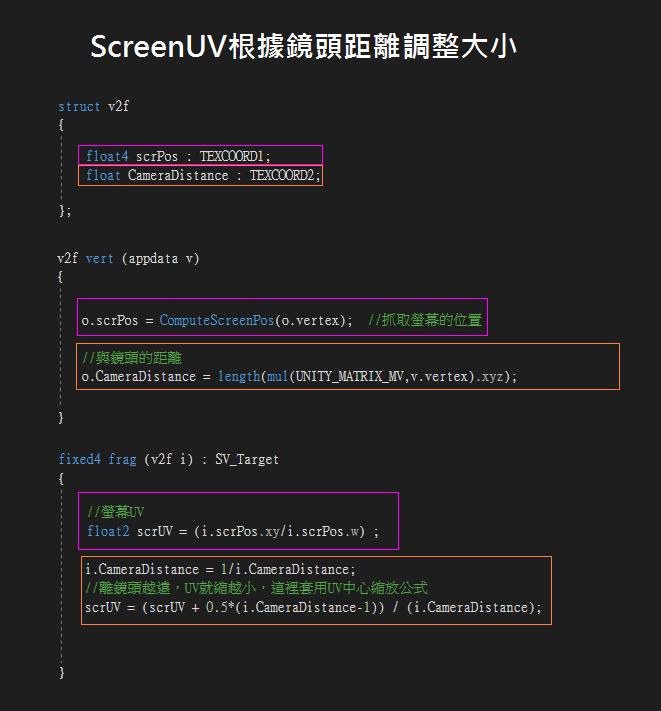 ScreenUV根據鏡頭距離調整大小
struct v2f
{
float4 scrPos : TEXCOORD1;
float CameraDistance : TEXCOORD2;
};
v2f vert (appdata v)
{
o.scrPos = ComputeScreenPos(o.vertex);  //抓取螢幕的位置
//與鏡頭的距離
o.CameraDistance = length(mul(UNITY_MATRIX_MV,v.vertex).xyz);
}
fixed4 frag (v2f i) : SV_Target
{
//螢幕UV
float2 scrUV = (i.scrPos.xy/i.scrPos.w) ;
i.CameraDistance = 1/i.CameraDistance;
//離鏡頭越遠，UV就縮越小，這裡套用UV中心縮放公式
scrUV = (scrUV + 0.5*(i.CameraDistance-1)) / (i.CameraDistance);
}